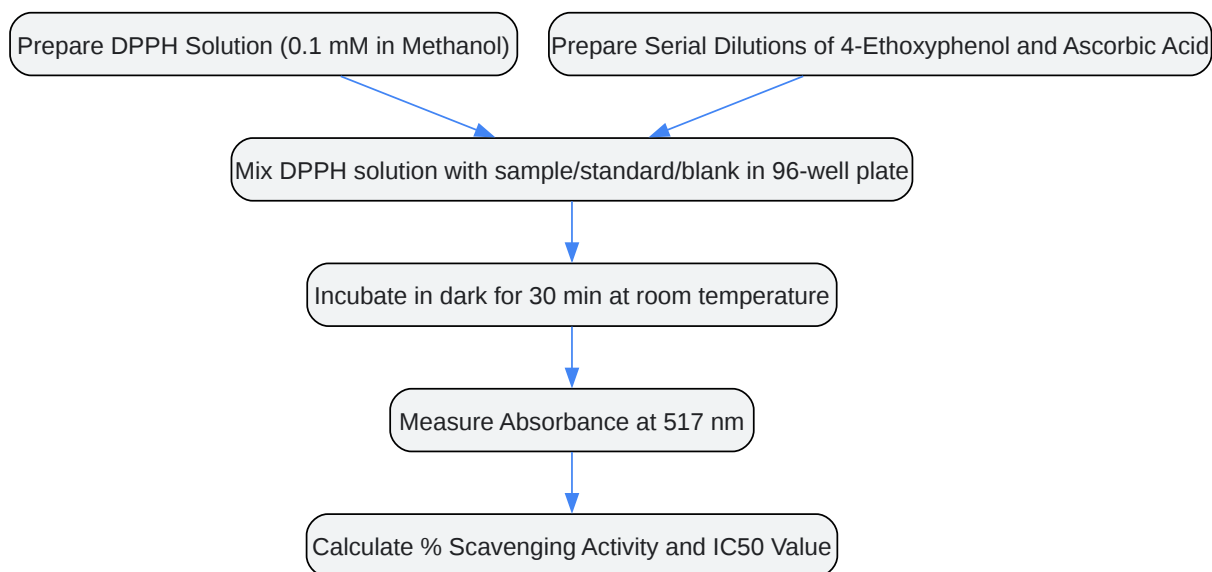 Prepare DPPH Solution (0.1 mM in Methanol)
Prepare Serial Dilutions of 4-Ethoxyphenol and Ascorbic Acid
Mix DPPH solution with sample/standard/blank in 96-well plate
Incubate in dark for 30 min at room temperature
Measure Absorbance at 517 nm
Calculate % Scavenging Activity and IC50 Value